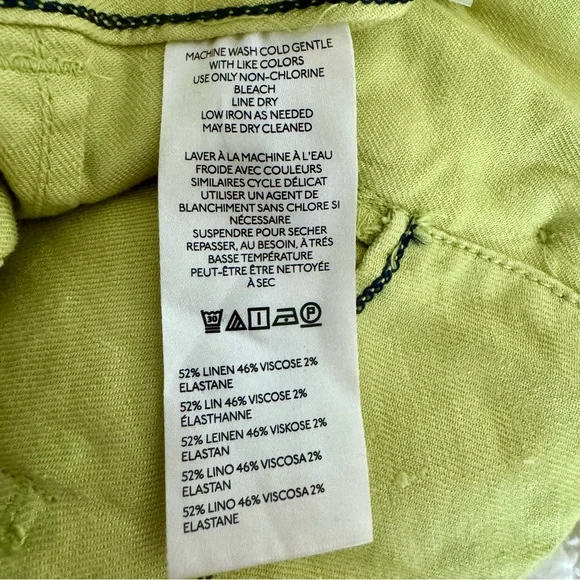 MACHINE WASH COLD GENTLE
WITH LIKE COLORS
USE ONLY NON-CHLORINE
BLEACH
LINE DRY
LOW IRON AS NEEDED
MAY BE DRY CLEANED
LAVER À LA MACHINE À L'EAU
FROIDE AVEC COULEURS
SIMILAIRES CYCLE DÉLICAT
UTILISER UN AGENT DE
BLANCHIMENT SANS CHLORE SI
NÉCESSAIRE
SUSPENDRE POUR SECHER
REPASSER, AU BESOIN, À TRÉS
BASSE TEMPÉRATURE
PEUT-ÊTRE ÊTRE NETTOYÉE
À SEC
30 P
52% LINEN 46% VISCOSE 2%
ELASTANE
52% LIN 46% VISCOSE 2%
ÉLASTHANNE
52% LEINEN 46% VISKOSE 2%
ELASTAN
52% LINO 46% VISCOSA 2%
ELASTAN
52% LINO 46% VISCOSA 2%
ELASTANE